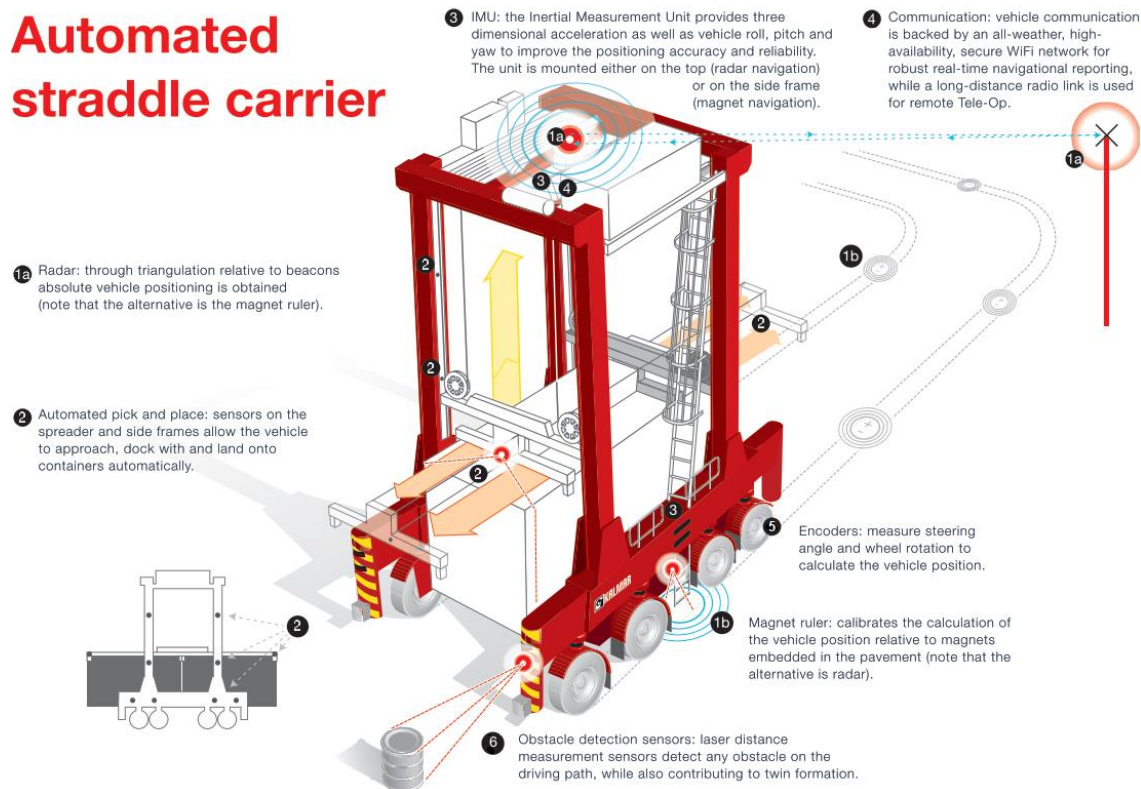 Automated
straddle carrier
3 IMU: the Inertial Measurement Unit provides three
dimensional acceleration as well as vehicle roll, pitch and
yaw to improve the positioning accuracy and reliability.
The unit is mounted either on the top (radar navigation)
or on the side frame
(magnet navigation).
4 Communication: vehicle communication
is backed by an all-weather, high-
availability, secure WiFi network for
robust real-time navigational reporting,
while a long-distance radio link is used
for remote Tele-Op.
1a
1a
3 4
1a Radar: through triangulation relative to beacons
absolute vehicle positioning is obtained
(note that the alternative is the magnet ruler).
2
1b
2
2
2 Automated pick and place: sensors on the
spreader and side frames allow the vehicle
to approach, dock with and land onto
containers automatically.
2
3
5 Encoders: measure steering
angle and wheel rotation to
calculate the vehicle position.
KALMAR
1b Magnet ruler: calibrates the calculation of
the vehicle position relative to magnets
embedded in the pavement (note that the
alternative is radar).
2
6 Obstacle detection sensors: laser distance
measurement sensors detect any obstacle on the
driving path, while also contributing to twin formation.